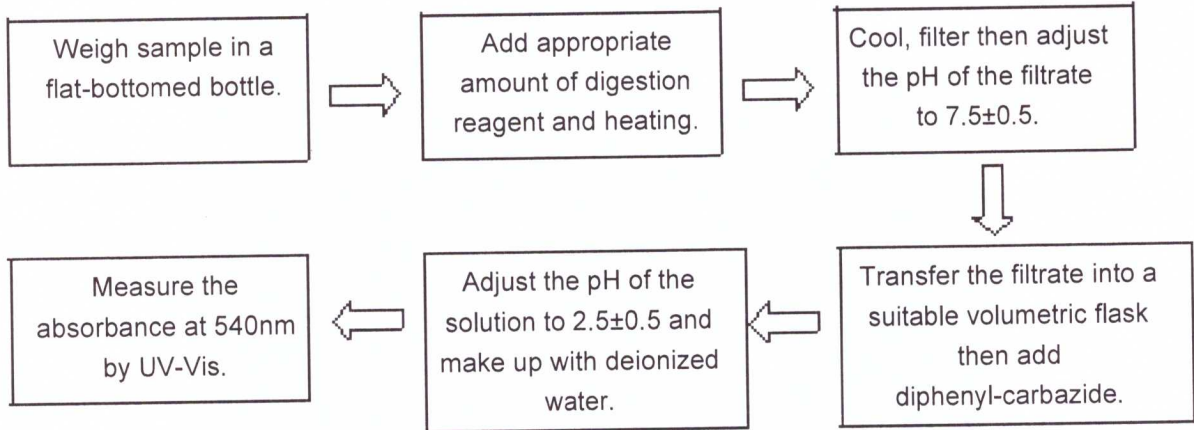 Weigh sample in a
flat-bottomed bottle.
Add appropriate
amount of digestion
reagent and heating.
Cool, filter then adjust
the pH of the filtrate
to 7.5±0.5.
Transfer the filtrate into a
suitable volumetric flask
then add
diphenyl-carbazide.
Adjust the pH of the
solution to 2.5±0.5 and
make up with deionized
water.
Measure the
absorbance at 540nm
by UV-Vis.